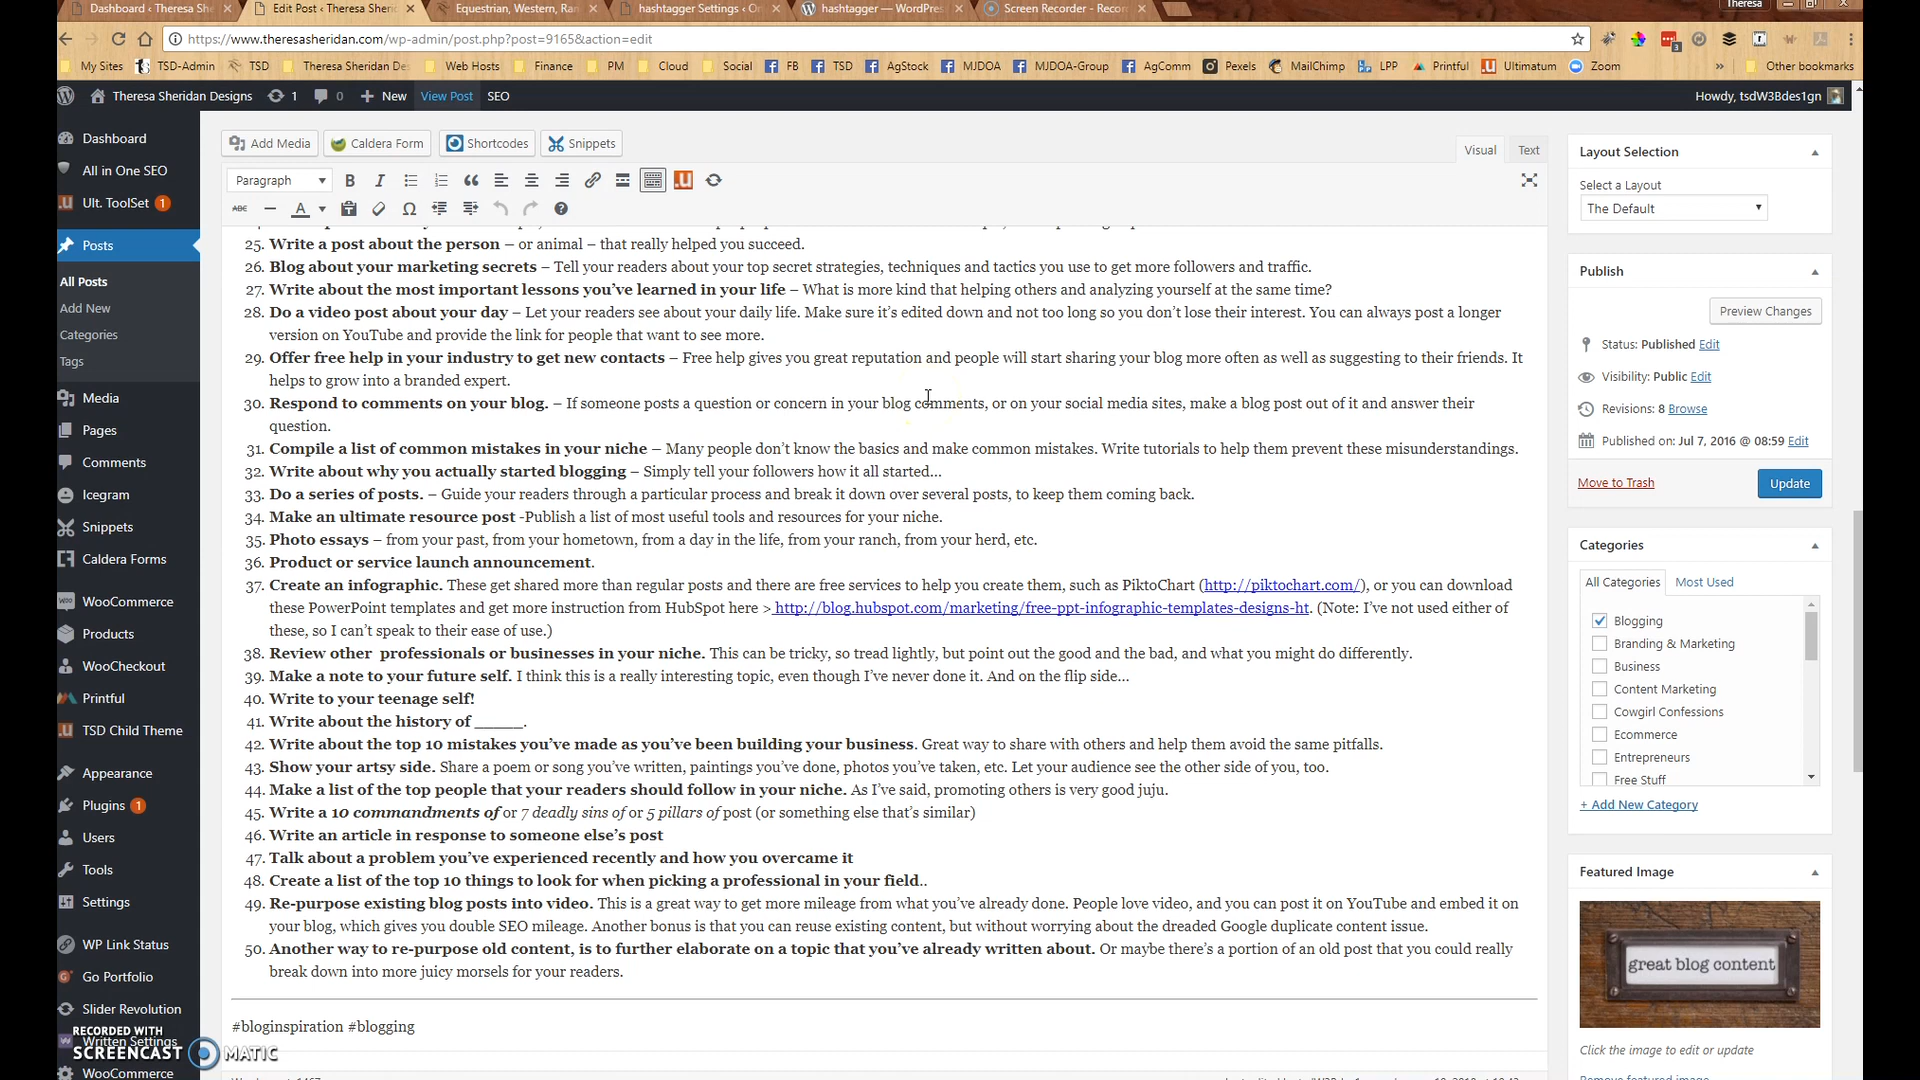 Dashboard ‹ Theresa She
Edit Post ‹ Theresa Sheri
Equestrian, Western, Ran
hashtagger Settings ‹ O
hashtagger — WordPres
Screen Recorder - Recor
Theresa
https://www.theresasheridan.com/wp-admin/post.php?post=9165&action=edit
My Sites TSD-Admin TSD Theresa Sheridan De Web Hosts Finance PM Cloud Social FB TSD AgStock MJDOA MJDOA-Group AgComm Pexels MailChimp LPP Printful Ultimatum Zoom » Other bookmarks
Theresa Sheridan Designs 1 0 New View Post SEO Howdy, tsdW3Bdes1gn
Dashboard
All in One SEO
Ult. ToolSet 1
Posts
All Posts
Add New
Categories
Tags
Media
Pages
Comments
Icegram
Snippets
Caldera Forms
WooCommerce
Products
WooCheckout
Printful
TSD Child Theme
Appearance
Plugins 1
Users
Tools
Settings
WP Link Status
Go Portfolio
Slider Revolution
Written Settings
WooCommerce
RECORDED WITH
SCREENCAST MATIC
Add Media Caldera Form Shortcodes Snippets Visual Text
Paragraph
25. Write a post about the person – or animal – that really helped you succeed.
26. Blog about your marketing secrets – Tell your readers about your top secret strategies, techniques and tactics you use to get more followers and traffic.
27. Write about the most important lessons you’ve learned in your life – What is more kind that helping others and analyzing yourself at the same time?
28. Do a video post about your day – Let your readers see about your daily life. Make sure it’s edited down and not too long so you don’t lose their interest. You can always post a longer
version on YouTube and provide the link for people that want to see more.
29. Offer free help in your industry to get new contacts – Free help gives you great reputation and people will start sharing your blog more often as well as suggesting to their friends. It
helps to grow into a branded expert.
30. Respond to comments on your blog. – If someone posts a question or concern in your blog comments, or on your social media sites, make a blog post out of it and answer their
question.
31. Compile a list of common mistakes in your niche – Many people don’t know the basics and make common mistakes. Write tutorials to help them prevent these misunderstandings.
32. Write about why you actually started blogging – Simply tell your followers how it all started…
33. Do a series of posts. – Guide your readers through a particular process and break it down over several posts, to keep them coming back.
34. Make an ultimate resource post -Publish a list of most useful tools and resources for your niche.
35. Photo essays – from your past, from your hometown, from a day in the life, from your ranch, from your herd, etc.
36. Product or service launch announcement.
37. Create an infographic. These get shared more than regular posts and there are free services to help you create them, such as PiktoChart (http://piktochart.com/), or you can download
these PowerPoint templates and get more instruction from HubSpot here > http://blog.hubspot.com/marketing/free-ppt-infographic-templates-designs-ht. (Note: I’ve not used either of
these, so I can’t speak to their ease of use.)
38. Review other professionals or businesses in your niche. This can be tricky, so tread lightly, but point out the good and the bad, and what you might do differently.
39. Make a note to your future self. I think this is a really interesting topic, even though I’ve never done it. And on the flip side…
40. Write to your teenage self!
41. Write about the history of _____.
42. Write about the top 10 mistakes you’ve made as you’ve been building your business. Great way to share with others and help them avoid the same pitfalls.
43. Show your artsy side. Share a poem or song you’ve written, paintings you’ve done, photos you’ve taken, etc. Let your audience see the other side of you, too.
44. Make a list of the top people that your readers should follow in your niche. As I’ve said, promoting others is very good juju.
45. Write a 10 commandments of or 7 deadly sins of or 5 pillars of post (or something else that’s similar)
46. Write an article in response to someone else’s post
47. Talk about a problem you’ve experienced recently and how you overcame it
48. Create a list of the top 10 things to look for when picking a professional in your field..
49. Re-purpose existing blog posts into video. This is a great way to get more mileage from what you’ve already done. People love video, and you can post it on YouTube and embed it on
your blog, which gives you double SEO mileage. Another bonus is that you can reuse existing content, but without worrying about the dreaded Google duplicate content issue.
50. Another way to re-purpose old content, is to further elaborate on a topic that you’ve already written about. Or maybe there’s a portion of an old post that you could really
break down into more juicy morsels for your readers.
#bloginspiration #blogging
Layout Selection
Select a Layout
The Default
Publish
Preview Changes
Status: Published Edit
Visibility: Public Edit
Revisions: 8 Browse
Published on: Jul 7, 2016 @ 08:59 Edit
Move to Trash Update
Categories
All Categories Most Used
Blogging
Branding & Marketing
Business
Content Marketing
Cowgirl Confessions
Ecommerce
Entrepreneurs
Free Stuff
+ Add New Category
Featured Image
great blog content
Click the image to edit or update
Remove featured image